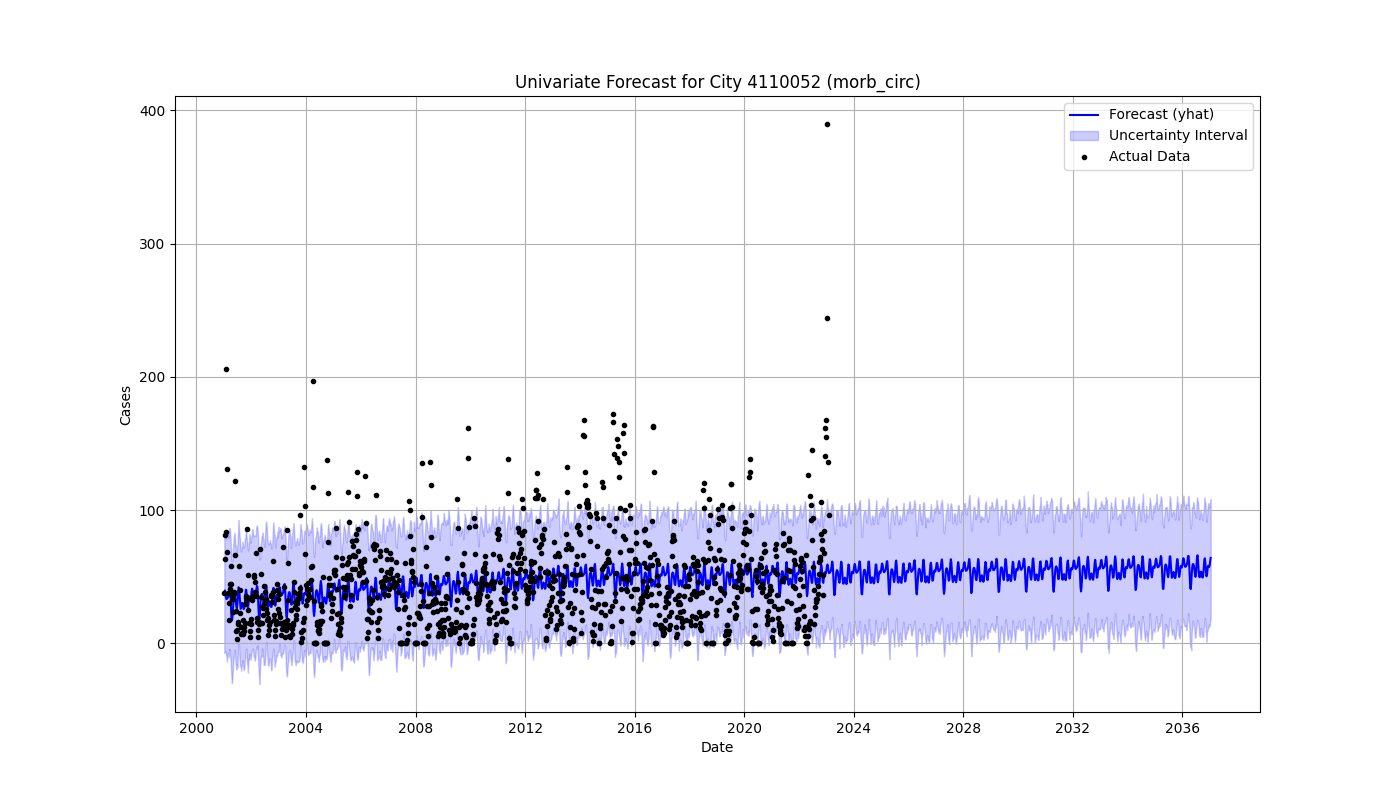 Univariate Forecast for City 4110052 (morb_circ)
Forecast (yhat)
Uncertainty Interval
Actual Data
Cases
400
300
200
100
0
2000 2004 2008 2012 2016 2020 2024 2028 2032 2036
Date